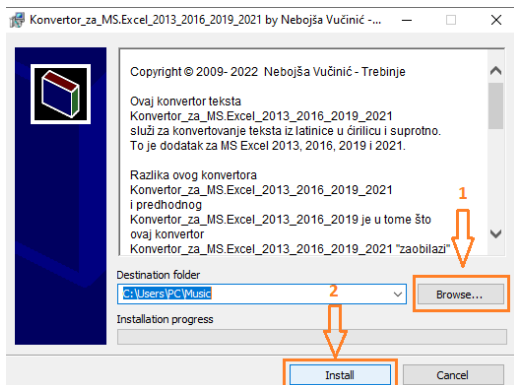 Konvertor_za_MS.Excel_2013_2016_2019_2021 by Nebojša Vučinić -...
Copyright © 2009- 2022 Nebojša Vučinić - Trebinje
Ovaj konvertor teksta
Konvertor_za_MS.Excel_2013_2016_2019_2021
služi za konvertovanje teksta iz latinice u ćirilicu i suprotno.
To je dodatak za MS Excel 2013, 2016, 2019 i 2021.
Razlika ovog konvertora
Konvertor_za_MS.Excel_2013_2016_2019_2021
i predhodnog
Konvertor_za_MS.Excel_2013_2016_2019 je u tome što
ovaj konvertor
Konvertor_za_MS.Excel_2013_2016_2019_2021 "zaobilazi"
1
Destination folder
C:\Users\PC\Music
2
Browse...
Installation progress
Install
Cancel